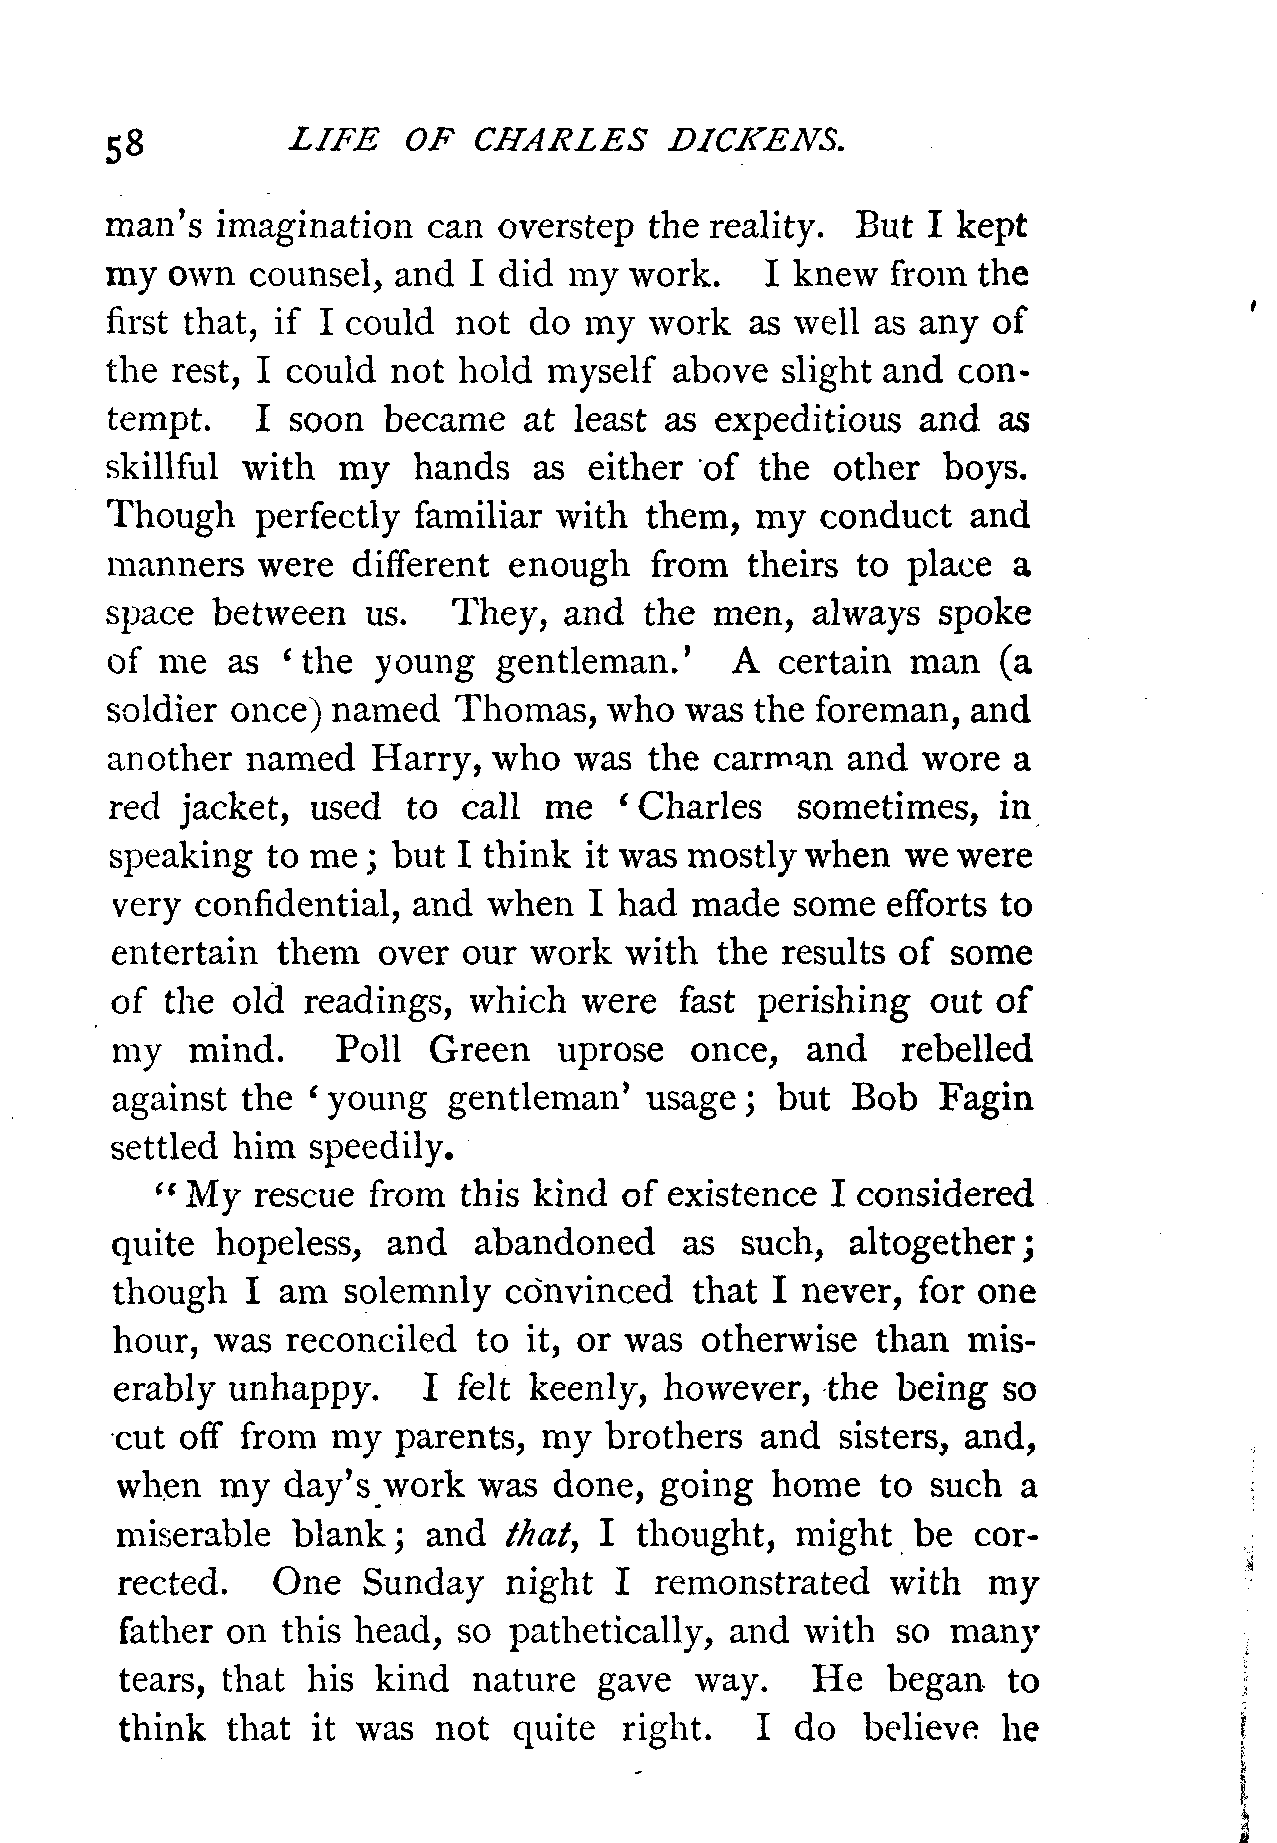 58 LIFE OF CHARLES DICKENS.
man's imagination can overstep the reality. But I kept
my own counsel, and I did my work. I knew from the
first that, if I could not do my work as well as any of
the rest, I could not hold myself above slight and con-
tempt. I soon became at least as expeditious and as
skillful with my hands as either of the other boys.
Though perfectly familiar with them, my conduct and
manners were different enough from theirs to place a
space between us. They, and the men, always spoke
of me as ‘the young gentleman.’ A certain man (a
soldier once) named Thomas, who was the foreman, and
another named Harry, who was the carman and wore a
red jacket, used to call me ‘Charles sometimes, in
speaking to me; but I think it was mostly when we were
very confidential, and when I had made some efforts to
entertain them over our work with the results of some
of the old readings, which were fast perishing out of
my mind. Poll Green uprose once, and rebelled
against the ‘young gentleman’ usage; but Bob Fagin
settled him speedily.
“My rescue from this kind of existence I considered
quite hopeless, and abandoned as such, altogether;
though I am solemnly convinced that I never, for one
hour, was reconciled to it, or was otherwise than mis-
erably unhappy. I felt keenly, however, the being so
cut off from my parents, my brothers and sisters, and,
when my day's work was done, going home to such a
miserable blank; and that, I thought, might be cor-
rected. One Sunday night I remonstrated with my
father on this head, so pathetically, and with so many
tears, that his kind nature gave way. He began to
think that it was not quite right. I do believe he